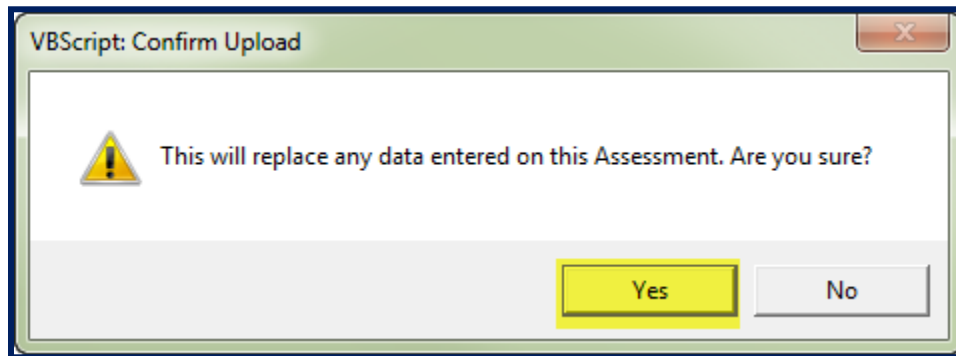 VBScript: Confirm Upload
This will replace any data entered on this Assessment. Are you sure?
Yes
No